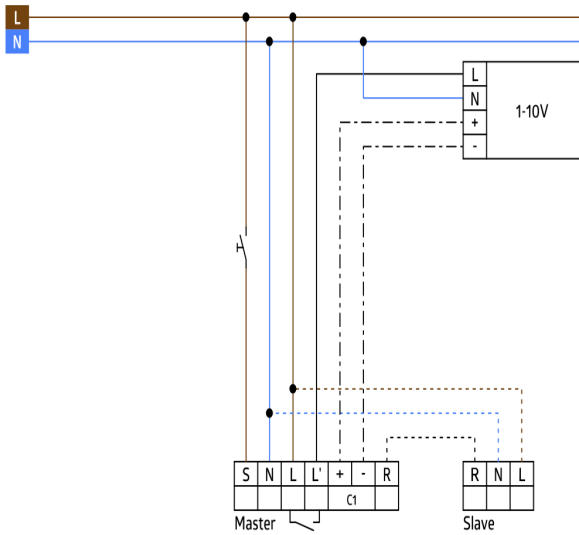 L
N
L
N
1-10V
+
-
S N L L' + - R
R N L
C1
Master
Slave